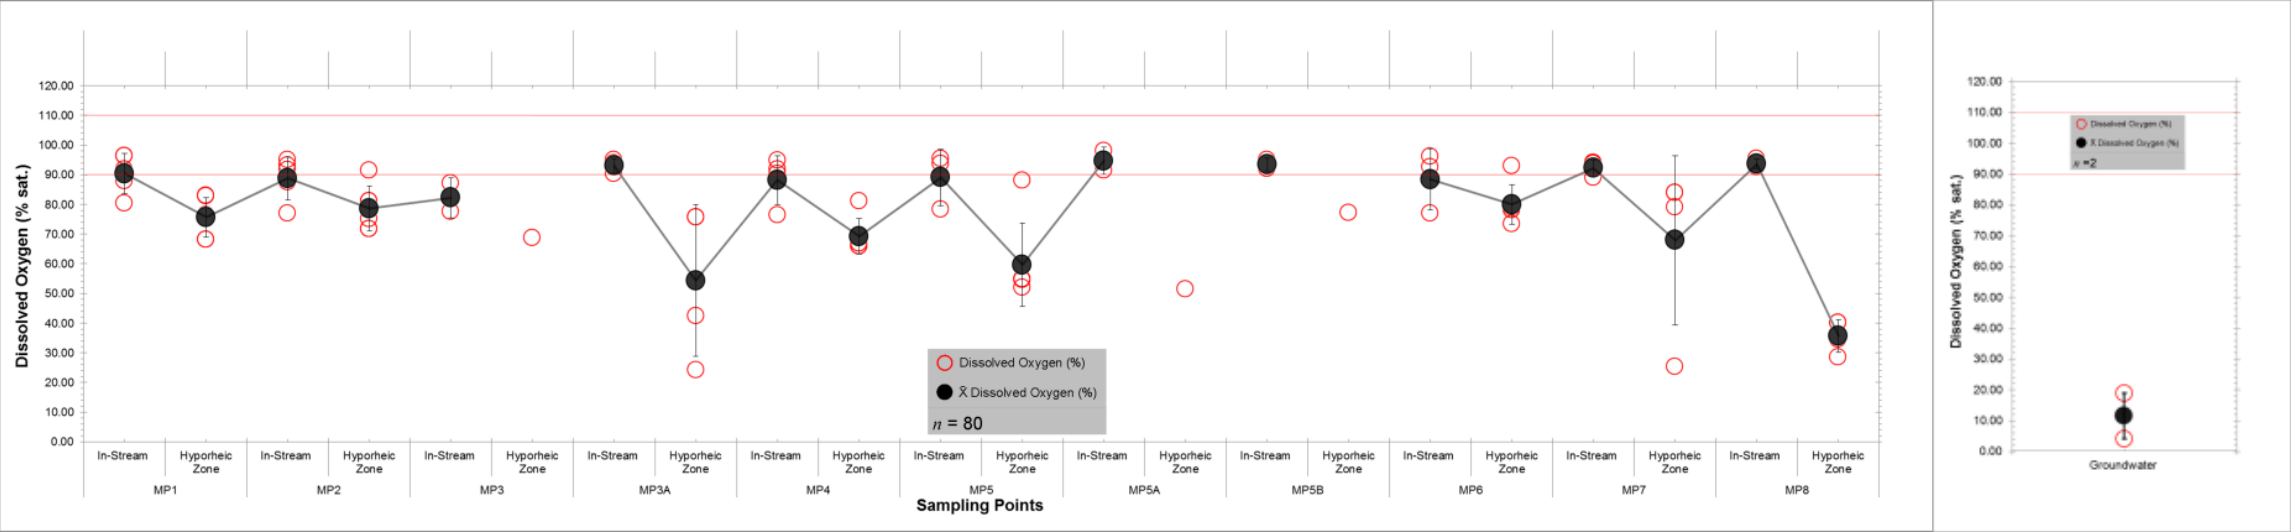 Dissolved Oxygen (% sat.)
120.00
110.00
100.00
90.00
80.00
70.00
60.00
50.00
40.00
30.00
20.00
10.00
0.00
Dissolved Oxygen (%)
X̄ Dissolved Oxygen (%)
n = 80
In-Stream
Hyporheic
Zone
In-Stream
Hyporheic
Zone
In-Stream
Hyporheic
Zone
In-Stream
Hyporheic
Zone
In-Stream
Hyporheic
Zone
In-Stream
Hyporheic
Zone
In-Stream
Hyporheic
Zone
In-Stream
Hyporheic
Zone
In-Stream
Hyporheic
Zone
In-Stream
Hyporheic
Zone
In-Stream
Hyporheic
Zone
MP1
MP2
MP3
MP3A
MP4
MP5
MP5A
MP5B
MP6
MP7
MP8
Sampling Points
Dissolved Oxygen (% sat.)
120.00
110.00
100.00
90.00
80.00
70.00
60.00
50.00
40.00
30.00
20.00
10.00
0.00
Dissolved Oxygen (%)
X̄ Dissolved Oxygen (%)
n =2
Groundwater